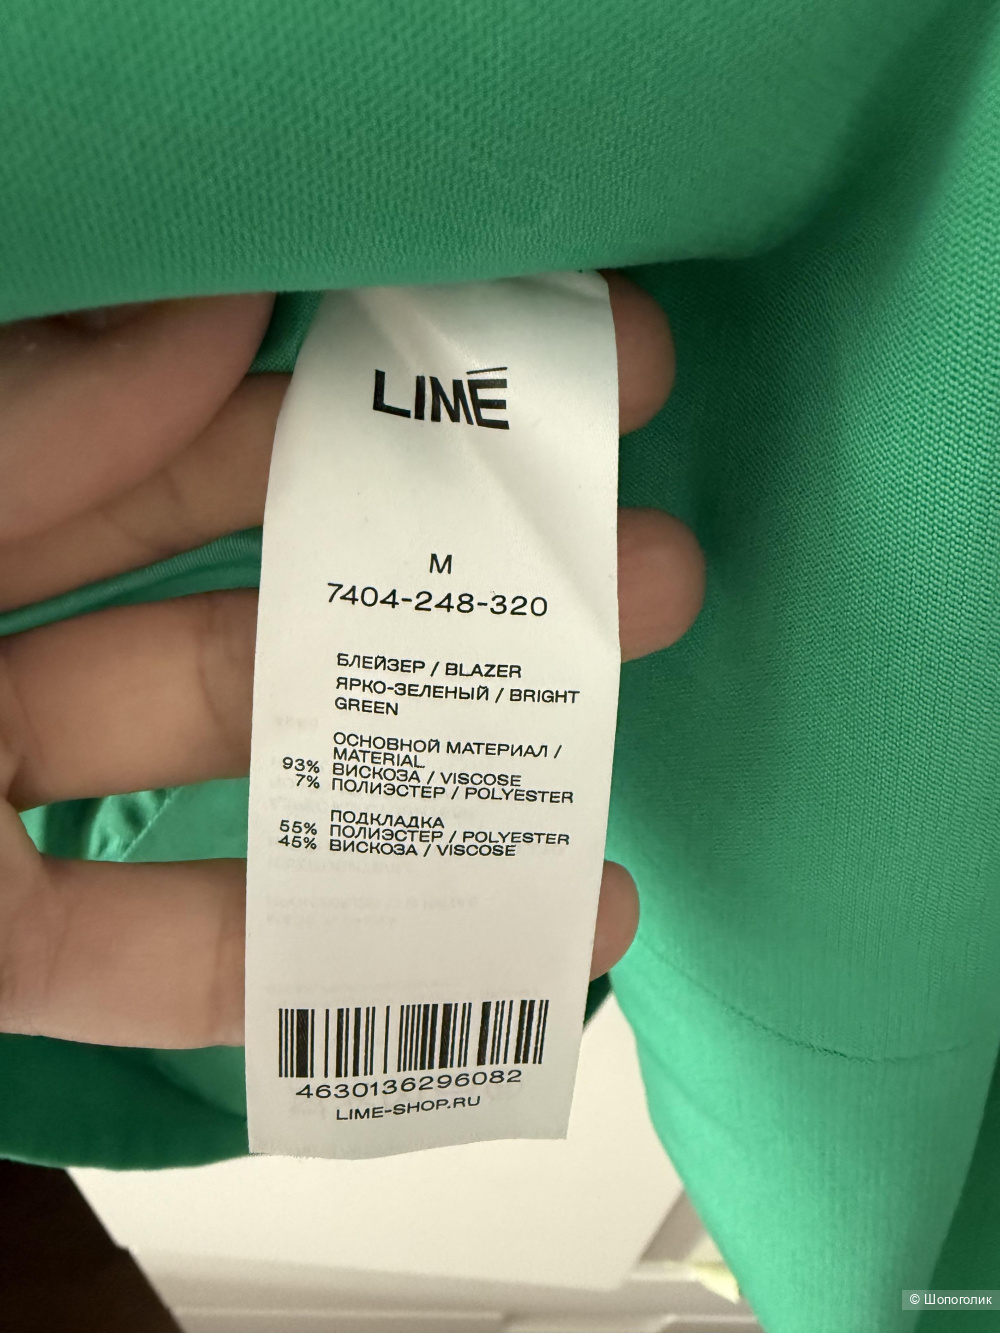 LIMÉ
M
7404-248-320
БЛЕЙЗЕР / BLAZER
ЯРКО-ЗЕЛЕНЫЙ / BRIGHT
GREEN
ОСНОВНОЙ МАТЕРИАЛ /
MATERIAL
93% ВИСКОЗА / VISCOSE
7% ПОЛИЭСТЕР / POLYESTER
ПОДКЛАДКА
55% ПОЛИЭСТЕР / POLYESTER
45% ВИСКОЗА / VISCOSE
4630136296082
LIME-SHOP.RU
© Шопоголик